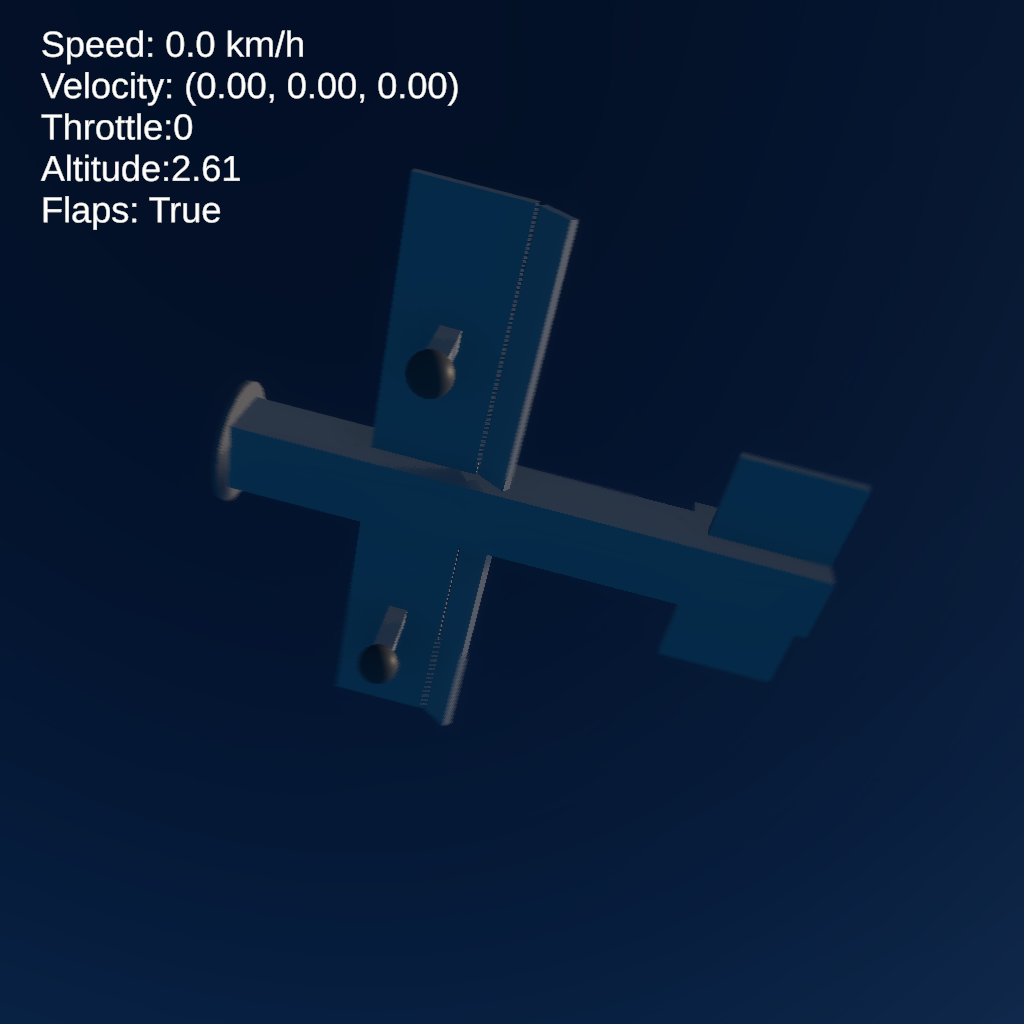 Speed: 0.0 km/h
Velocity: (0.00, 0.00, 0.00)
Throttle:0
Altitude:2.61
Flaps: True